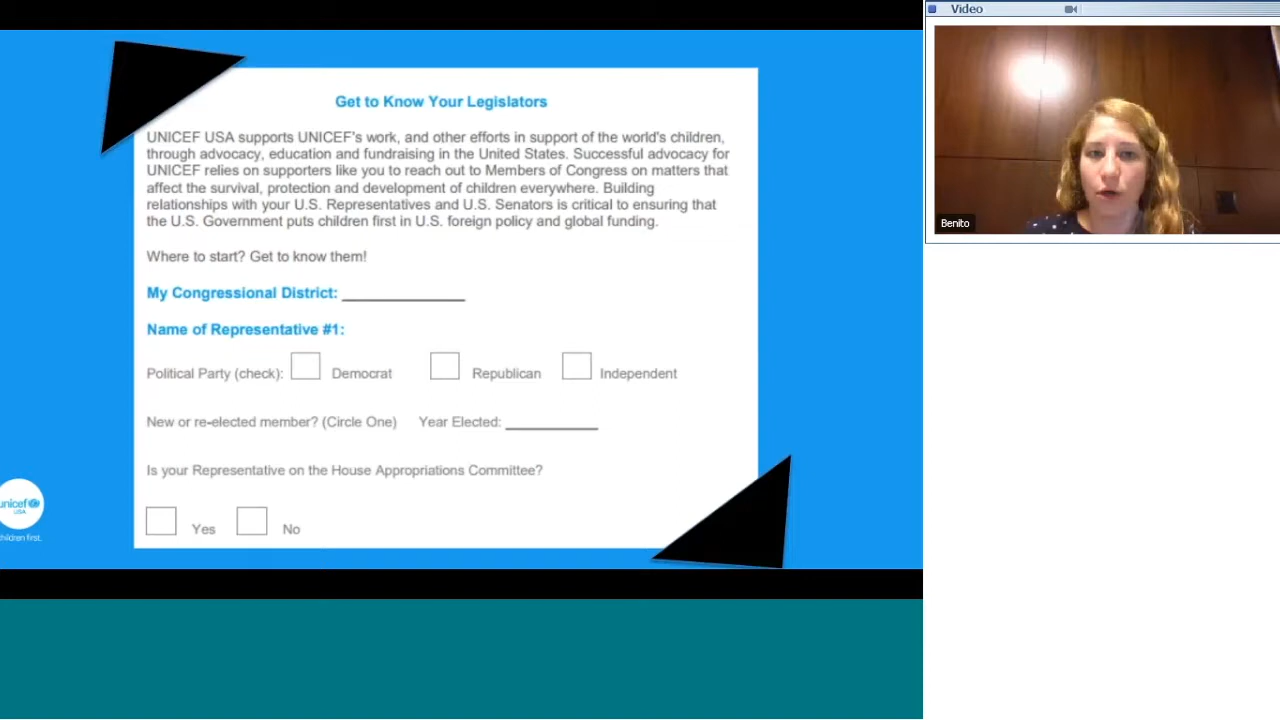 Video
Get to Know Your Legislators
UNICEF USA supports UNICEF's work, and other efforts in support of the world's children,
through advocacy, education and fundraising in the United States. Successful advocacy for
UNICEF relies on supporters like you to reach out to Members of Congress on matters that
affect the survival, protection and development of children everywhere. Building
relationships with your U.S. Representatives and U.S. Senators is critical to ensuring that
the U.S. Government puts children first in U.S. foreign policy and global funding.
Benito
Where to start? Get to know them!
My Congressional District: ______________
Name of Representative #1:
Political Party (check): Democrat Republican Independent
New or re-elected member? (Circle One) Year Elected: ___________
Is your Representative on the House Appropriations Committee?
Yes No
unicef
USA
children first.